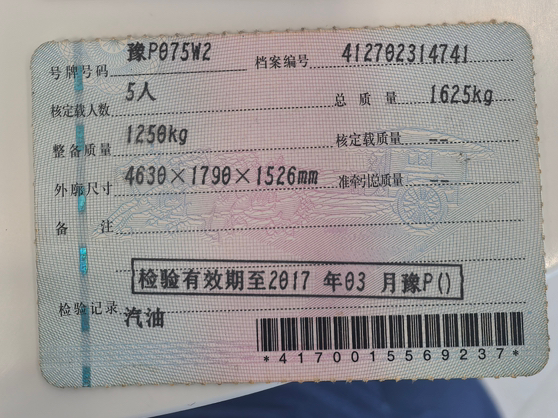 号牌号码 豫P075W2 档案编号 412702314741
核定载人数 5人 总质量 1625kg
整备质量 1250kg 核定载质量 --
外廓尺寸 4630×1790×1526mm 准牵引总质量 --
备注
检验有效期至2017 年03 月豫P()
检验记录
汽油
*4170015569237*